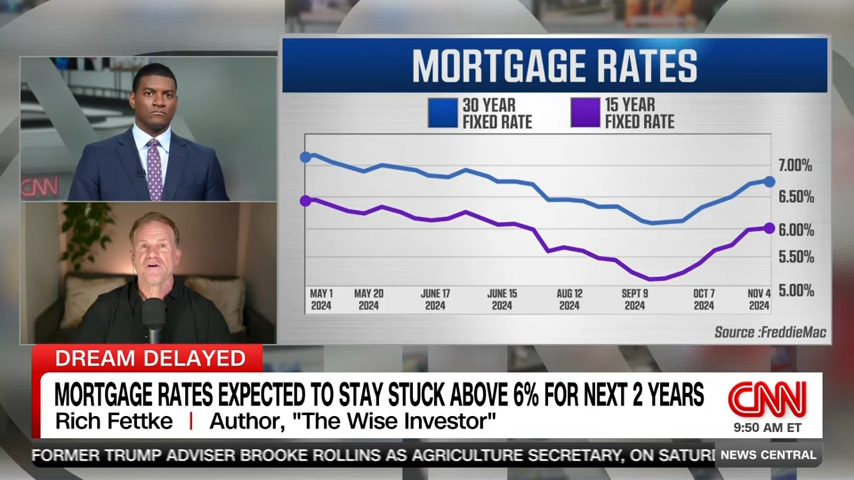 MORTGAGE RATES
30 YEAR
FIXED RATE
15 YEAR
FIXED RATE
7.00%
6.50%
6.00%
5.50%
5.00%
MAY 1
2024
MAY 20
2024
JUNE 17
2024
JUNE 15
2024
AUG 12
2024
SEPT 9
2024
OCT 7
2024
NOV 4
2024
Source :FreddieMac
CNN
DREAM DELAYED
MORTGAGE RATES EXPECTED TO STAY STUCK ABOVE 6% FOR NEXT 2 YEARS
Rich Fettke | Author, "The Wise Investor"
CNN
9:50 AM ET
FORMER TRUMP ADVISER BROOKE ROLLINS AS AGRICULTURE SECRETARY, ON SATURI
NEWS CENTRAL